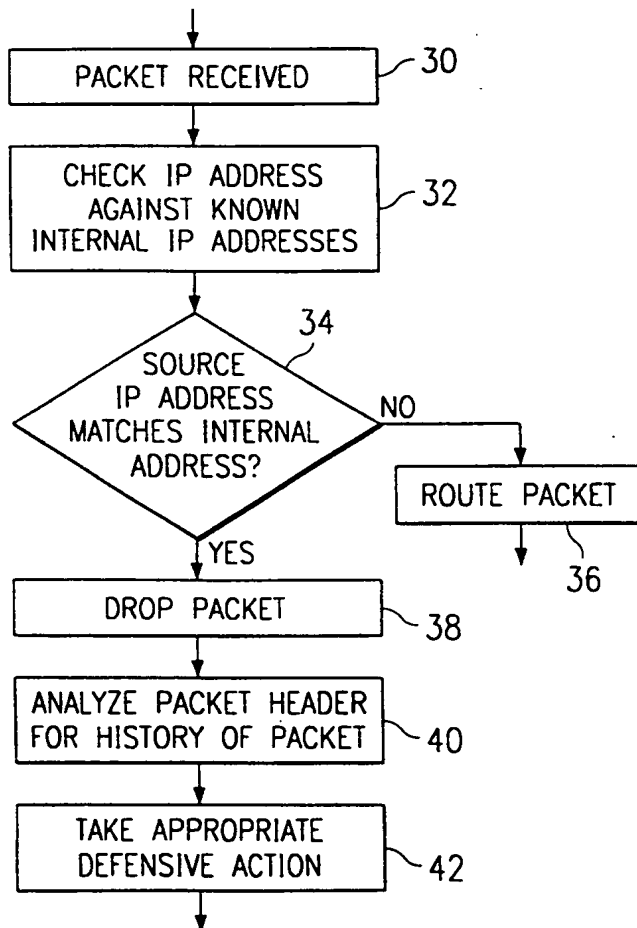 PACKET RECEIVED
30
CHECK IP ADDRESS
AGAINST KNOWN
INTERNAL IP ADDRESSES
32
34
SOURCE
IP ADDRESS
MATCHES INTERNAL
ADDRESS?
NO
ROUTE PACKET
36
YES
DROP PACKET
38
ANALYZE PACKET HEADER
FOR HISTORY OF PACKET
40
TAKE APPROPRIATE
DEFENSIVE ACTION
42